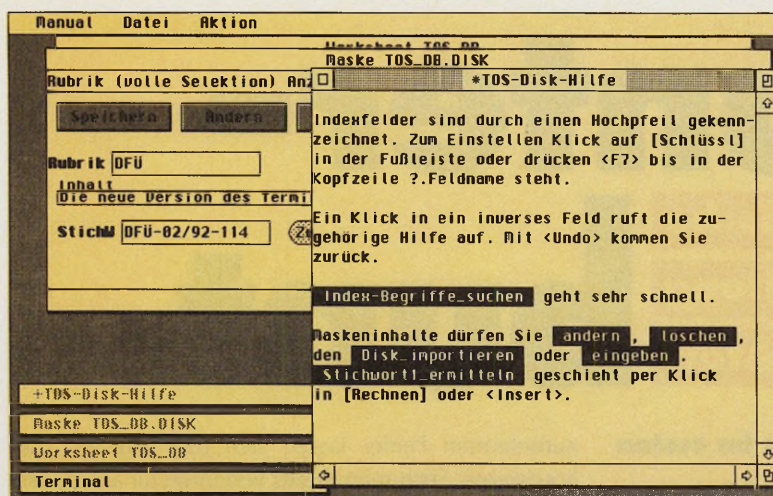 Manual Datei Aktion
Worksheet TOS_DB
Maske TOS_DB.DISK
Rubrik (volle Selektion) Anz
*TOS-Disk-Hilfe
Speichern Ändern
Rubrik DFÜ
Inhalt
Die neue Version des Termi
StichW DFÜ-02/92-114 Zu
Indexfelder sind durch einen Hochpfeil gekenn-
zeichnet. Zum Einstellen Klick auf [Schlüssl]
in der Fußleiste oder drücken <F7> bis in der
Kopfzeile ?.Feldname steht.
Ein Klick in ein inverses Feld ruft die zu-
gehörige Hilfe auf. Mit <Undo> kommen Sie
zurück.
Index-Begriffe_suchen geht sehr schnell.
Maskeninhalte dürfen Sie ändern , löschen ,
den Disk_importieren oder eingeben .
Stichwort1_ermitteln geschieht per Klick
in [Rechnen] oder <Insert>.
+TOS-Disk-Hilfe
Maske TOS_DB.DISK
Worksheet TOS_DB
Terminal